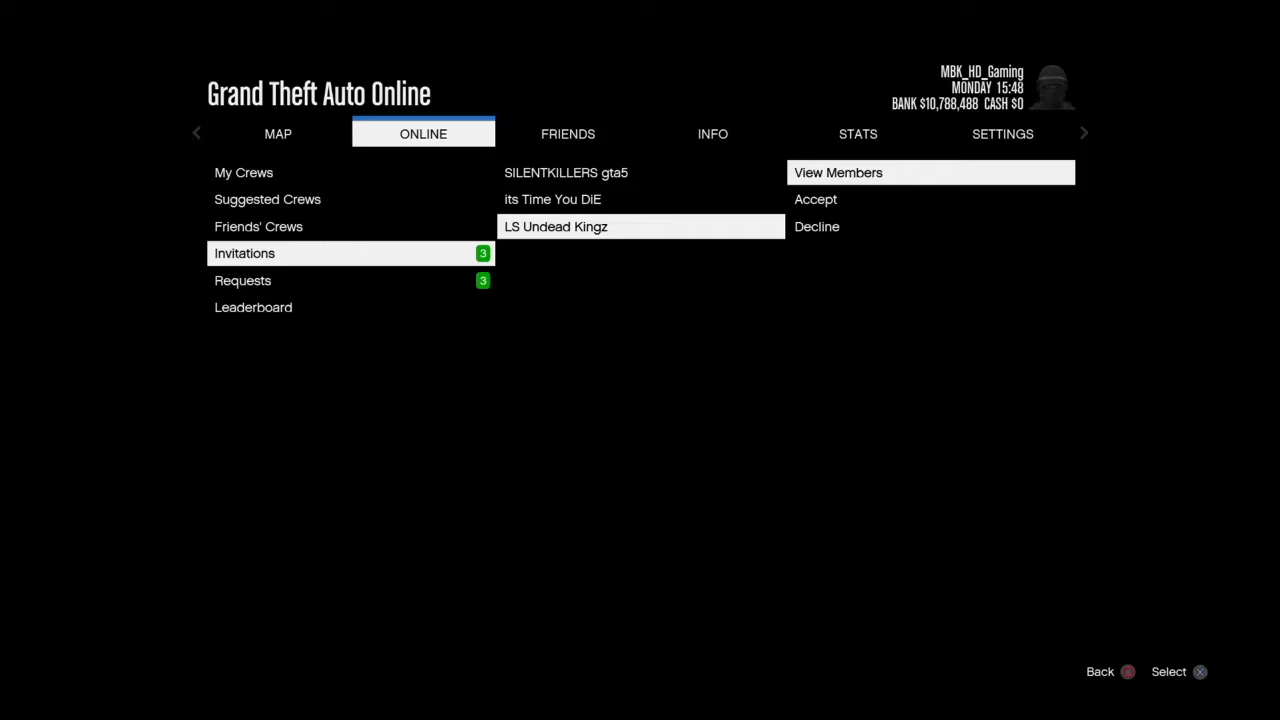 Grand Theft Auto Online
MBK_HD_Gaming
MONDAY 15:48
BANK $10,788,488 CASH $0
MAP
ONLINE
FRIENDS
INFO
STATS
SETTINGS
My Crews
Suggested Crews
Friends' Crews
Invitations 3
Requests 3
Leaderboard
SILENTKILLERS gta5
its Time You DiE
LS Undead Kingz
View Members
Accept
Decline
Back
Select